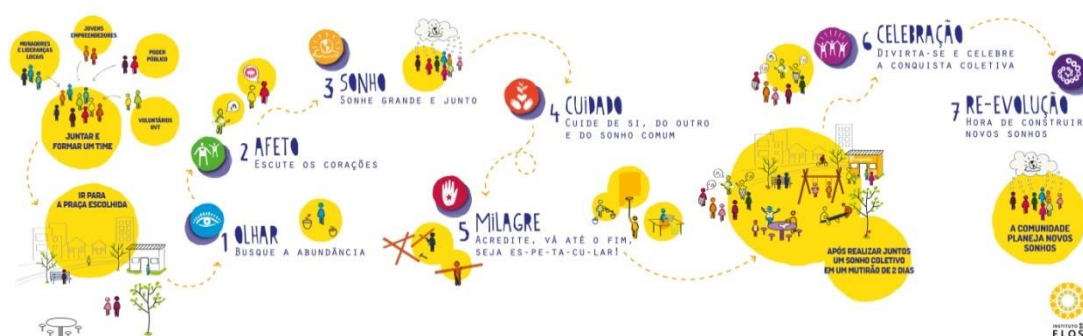 MORADORES
E LIDERANÇAS
LOCAIS
JOVENS
EMPREENDEDORES
PODER
PÚBLICO
VOLUNTÁRIOS
GVT
JUNTAR E
FORMAR UM TIME
IR PARA
A PRAÇA ESCOLHIDA
1 OLHAR
BUSQUE A ABUNDÂNCIA
2 AFETO
ESCUTE OS CORAÇÕES
3 SONHO
SONHE GRANDE E JUNTO
4 CUIDADO
CUIDE DE SI, DO OUTRO
E DO SONHO COMUM
5 MILAGRE
ACREDITE, VÁ ATÉ O FIM,
SEJA ES-PE-TA-CU-LAR!
APÓS REALIZAR JUNTOS
UM SONHO COLETIVO
EM UM MUTIRÃO DE 2 DIAS
6 CELEBRAÇÃO
DIVIRTA-SE E CELEBRE
A CONQUISTA COLETIVA
7 RE-EVOLUÇÃO
HORA DE CONSTRUIR
NOVOS SONHOS
A COMUNIDADE
PLANEJA NOVOS
SONHOS
INSTITUTO
ELOS